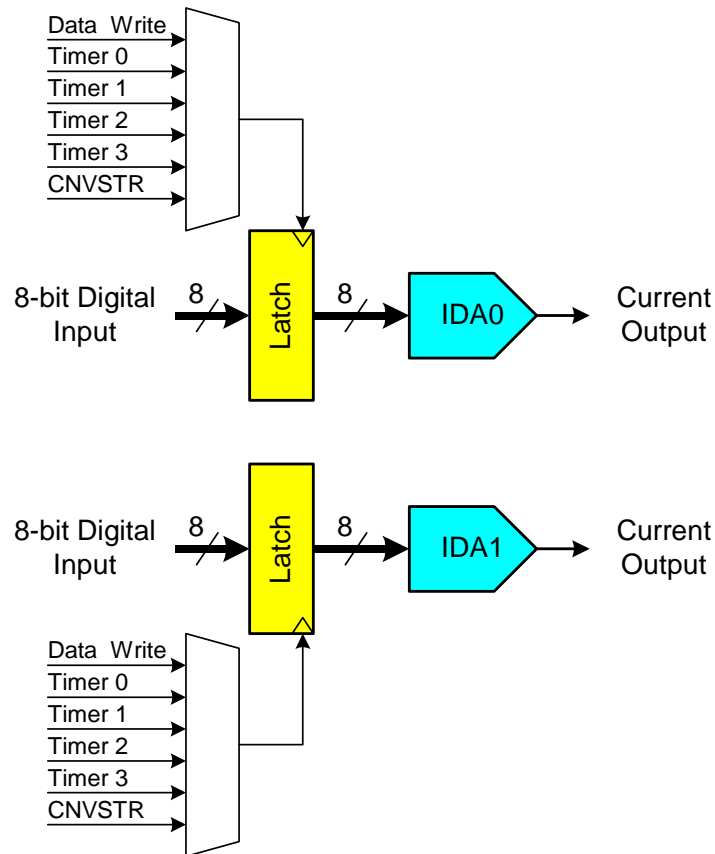 Data  Write
Timer 0
Timer 1
Timer 2
Timer 3
CNVSTR
8-bit Digital
Input
8
Latch
8
IDA0
Current
Output
8-bit Digital
Input
8
Latch
8
IDA1
Current
Output
Data  Write
Timer 0
Timer 1
Timer 2
Timer 3
CNVSTR